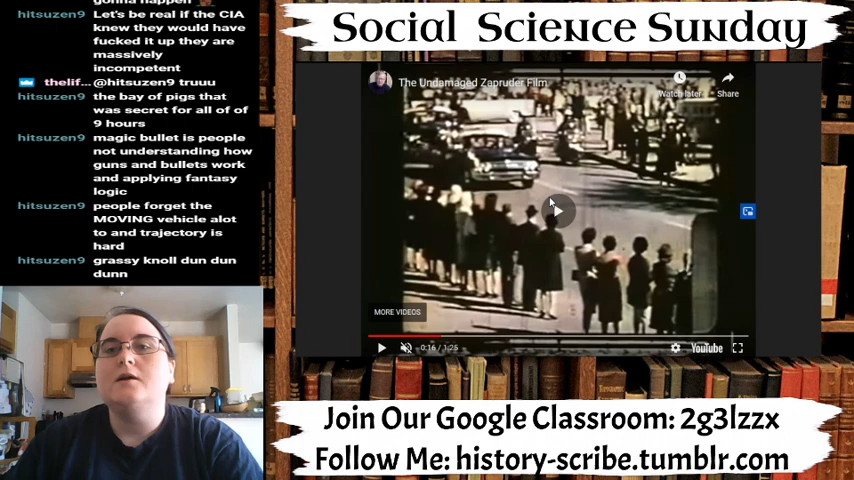 gonna happen
hitsuzen9 Let's be real if the CIA
knew they would have
fucked it up they are
massively
incompetent
thelif... @hitsuzen9 truuu
hitsuzen9 the bay of pigs that
was secret for all of of
9 hours
hitsuzen9 magic bullet is people
not understanding how
guns and bullets work
and applying fantasy
logic
hitsuzen9 people forget the
MOVING vehicle alot
to and trajectory is
hard
hitsuzen9 grassy knoll dun dun
dunn
Social Science Sunday
The Undamaged Zapruder Film
Watch later
Share
MORE VIDEOS
0:16 / 1:25
YouTube
Join Our Google Classroom: 2g3lzzx
Follow Me: history-scribe.tumblr.com